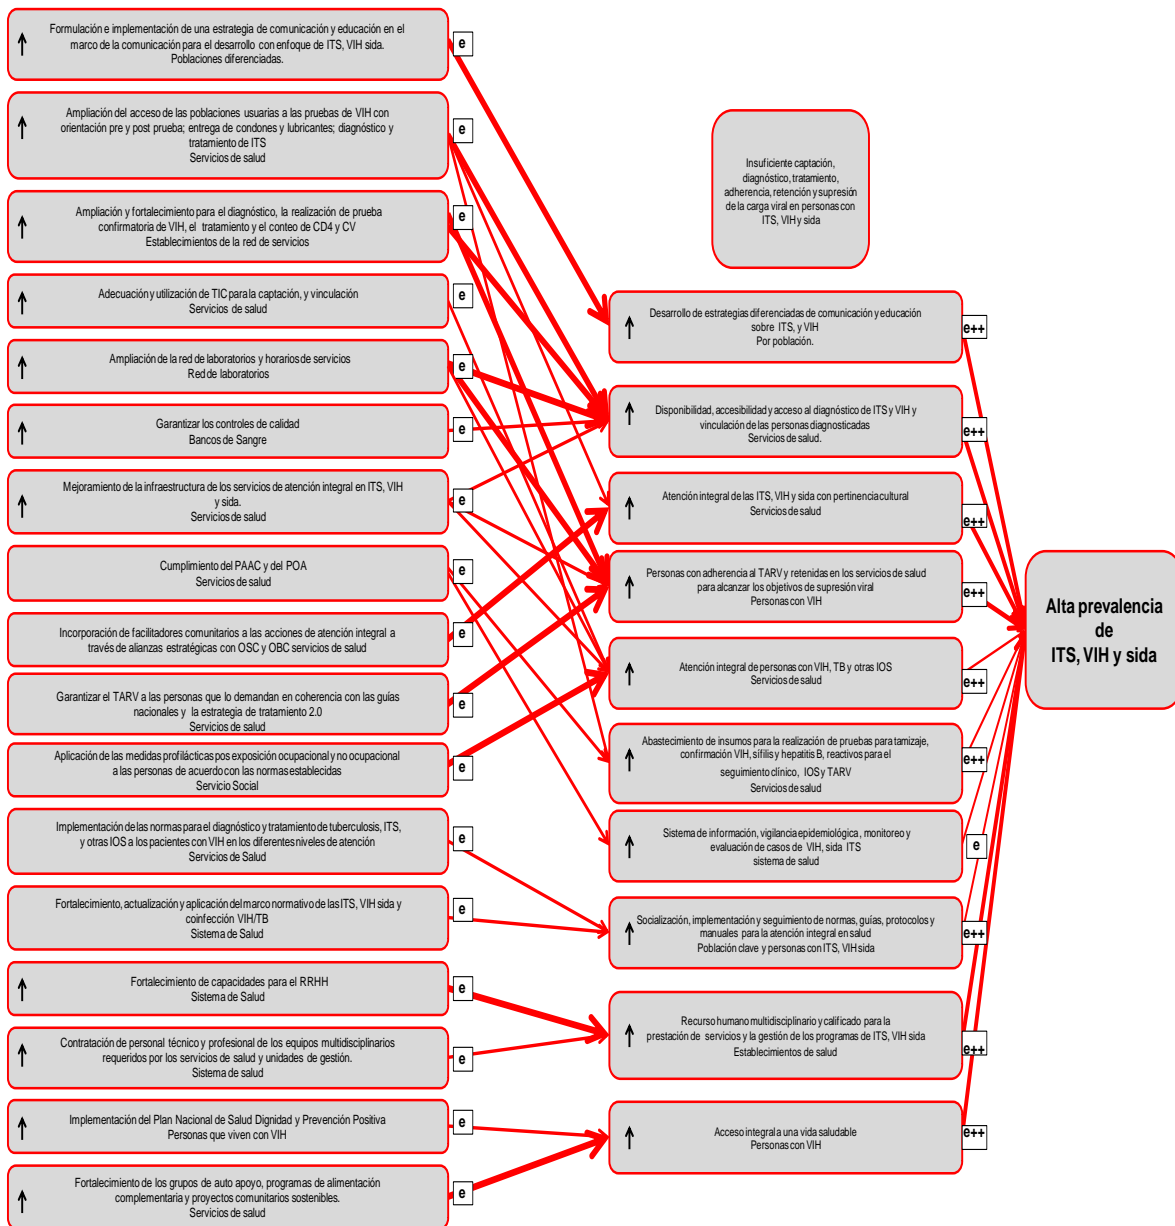 Formulación e implementación de una estrategia de comunicación y educación en el
marco de la comunicación para el desarrollo con enfoque de ITS, VIH sida.
Poblaciones diferenciadas.
e
Ampliación del acceso de las poblaciones usuarias a las pruebas de VIH con
orientación pre y post prueba; entrega de condones y lubricantes; diagnóstico y
tratamiento de ITS
Servicios de salud
e
Ampliación y fortalecimiento para el diagnóstico, la realización de prueba
confirmatoria de VIH, el tratamiento y el conteo de CD4 y CV
Establecimientos de la red de servicios
e
Adecuación y utilización de TIC para la captación, y vinculación
Servicios de salud
e
Ampliación de la red de laboratorios y horarios de servicios
Red de laboratorios
e
Garantizar los controles de calidad
Bancos de Sangre
e
Mejoramiento de la infraestructura de los servicios de atención integral en ITS, VIH
y sida.
Servicios de salud
e
Cumplimiento del PAAC y del POA
Servicios de salud
e
Incorporación de facilitadores comunitarios a las acciones de atención integral a
través de alianzas estratégicas con OSC y OBC servicios de salud
e
Garantizar el TARV a las personas que lo demandan en coherencia con las guías
nacionales y la estrategia de tratamiento 2.0
Servicios de salud
e
Aplicación de las medidas profilácticas pos exposición ocupacional y no ocupacional
a las personas de acuerdo con las normas establecidas
Servicio Social
e
Implementación de las normas para el diagnóstico y tratamiento de tuberculosis, ITS,
y otras IOS a los pacientes con VIH en los diferentes niveles de atención
Servicios de Salud
e
Fortalecimiento, actualización y aplicación del marco normativo de las ITS, VIH sida y
coinfección VIH/TB
Sistema de Salud
e
Fortalecimiento de capacidades para el RRHH
Sistema de Salud
e
Contratación de personal técnico y profesional de los equipos multidisciplinarios
requeridos por los servicios de salud y unidades de gestión.
Sistema de salud
e
Implementación del Plan Nacional de Salud Dignidad y Prevención Positiva
Personas que viven con VIH
e
Fortalecimiento de los grupos de auto apoyo, programas de alimentación
complementaria y proyectos comunitarios sostenibles.
Servicios de salud
e
Insuficiente captación,
diagnóstico, tratamiento,
adherencia, retención y supresión
de la carga viral en personas con
ITS, VIH y sida
Desarrollo de estrategias diferenciadas de comunicación y educación
sobre ITS, y VIH
Por población.
e++
Disponibilidad, accesibilidad y acceso al diagnóstico de ITS y VIH y
vinculación de las personas diagnosticadas
Servicios de salud.
e++
Atención integral de las ITS, VIH y sida con pertinencia cultural
Servicios de salud
e++
Personas con adherencia al TARV y retenidas en los servicios de salud
para alcanzar los objetivos de supresión viral
Personas con VIH
e++
Atención integral de personas con VIH, TB y otras IOS
Servicios de salud
e++
Abastecimiento de insumos para la realización de pruebas para tamizaje,
confirmación VIH, sífilis y hepatitis B, reactivos para el
seguimiento clínico, IOS y TARV
Servicios de salud
e++
Sistema de información, vigilancia epidemiológica, monitoreo y
evaluación de casos de VIH, sida ITS
sistema de salud
e
Socialización, implementación y seguimiento de normas, guías, protocolos y
manuales para la atención integral en salud
Población clave y personas con ITS, VIH sida
e++
Recurso humano multidisciplinario y calificado para la
prestación de servicios y la gestión de los programas de ITS, VIH sida
Establecimientos de salud
e++
Acceso integral a una vida saludable
Personas con VIH
e++
Alta prevalencia
de
ITS, VIH y sida